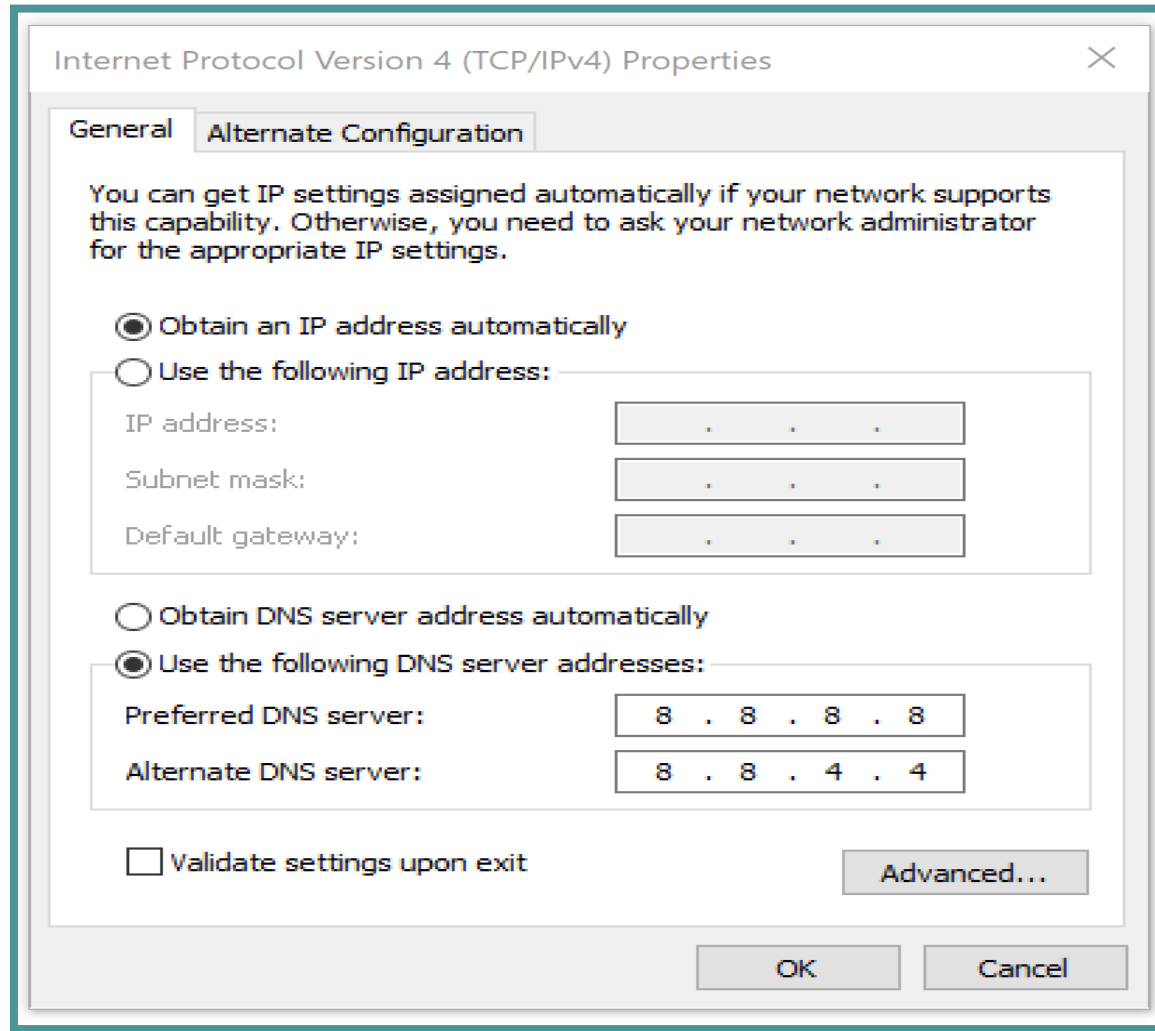 Internet Protocol Version 4 (TCP/IPv4) Properties
General
Alternate Configuration
You can get IP settings assigned automatically if your network supports
this capability. Otherwise, you need to ask your network administrator
for the appropriate IP settings.
Obtain an IP address automatically
Use the following IP address:
IP address:
. . .
Subnet mask:
. . .
Default gateway:
. . .
Obtain DNS server address automatically
Use the following DNS server addresses:
Preferred DNS server:
8 . 8 . 8 . 8
Alternate DNS server:
8 . 8 . 4 . 4
Validate settings upon exit
Advanced...
OK
Cancel